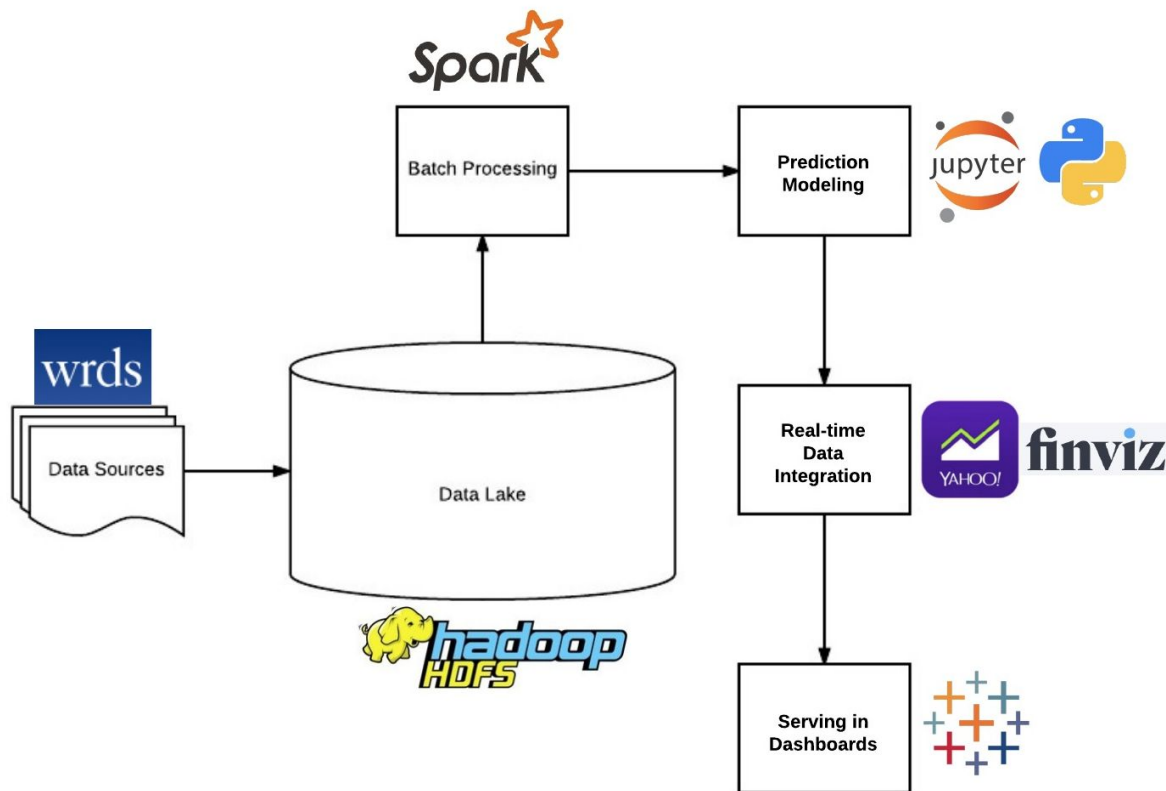 Spark
Batch Processing
Prediction
Modeling
jupyter
wrds
Data Sources
Data Lake
Real-time
Data
Integration
YAHOO!
finviz
hadoop
HDFS
Serving in
Dashboards